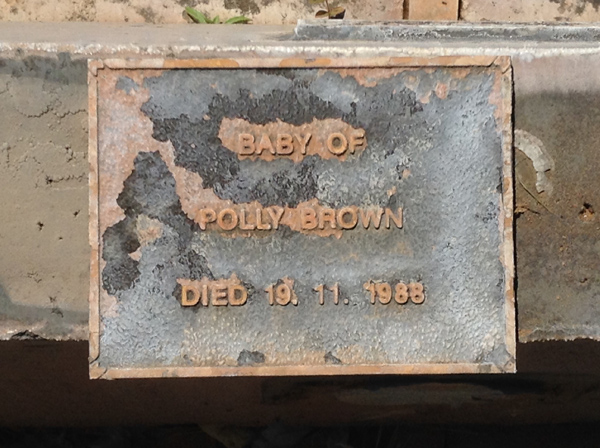 BABY OF
POLLY BROWN
DIED 19. 11. 1988